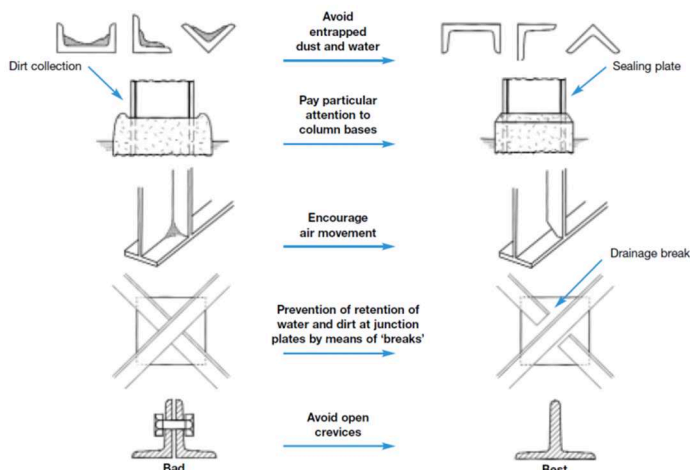 Avoid
entrapped
dust and water
Dirt collection
Sealing plate
Pay particular
attention to
column bases
Encourage
air movement
Drainage break
Prevention of retention of
water and dirt at junction
plates by means of 'breaks'
Avoid open
crevices
Bad
Best